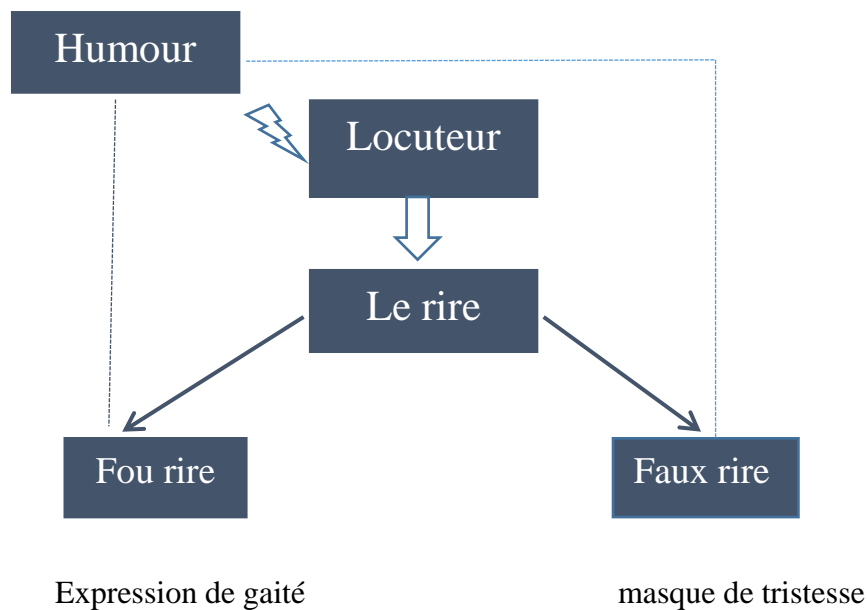 Humour
Locuteur
Le rire
Fou rire
Faux rire
Expression de gaité
masque de tristesse